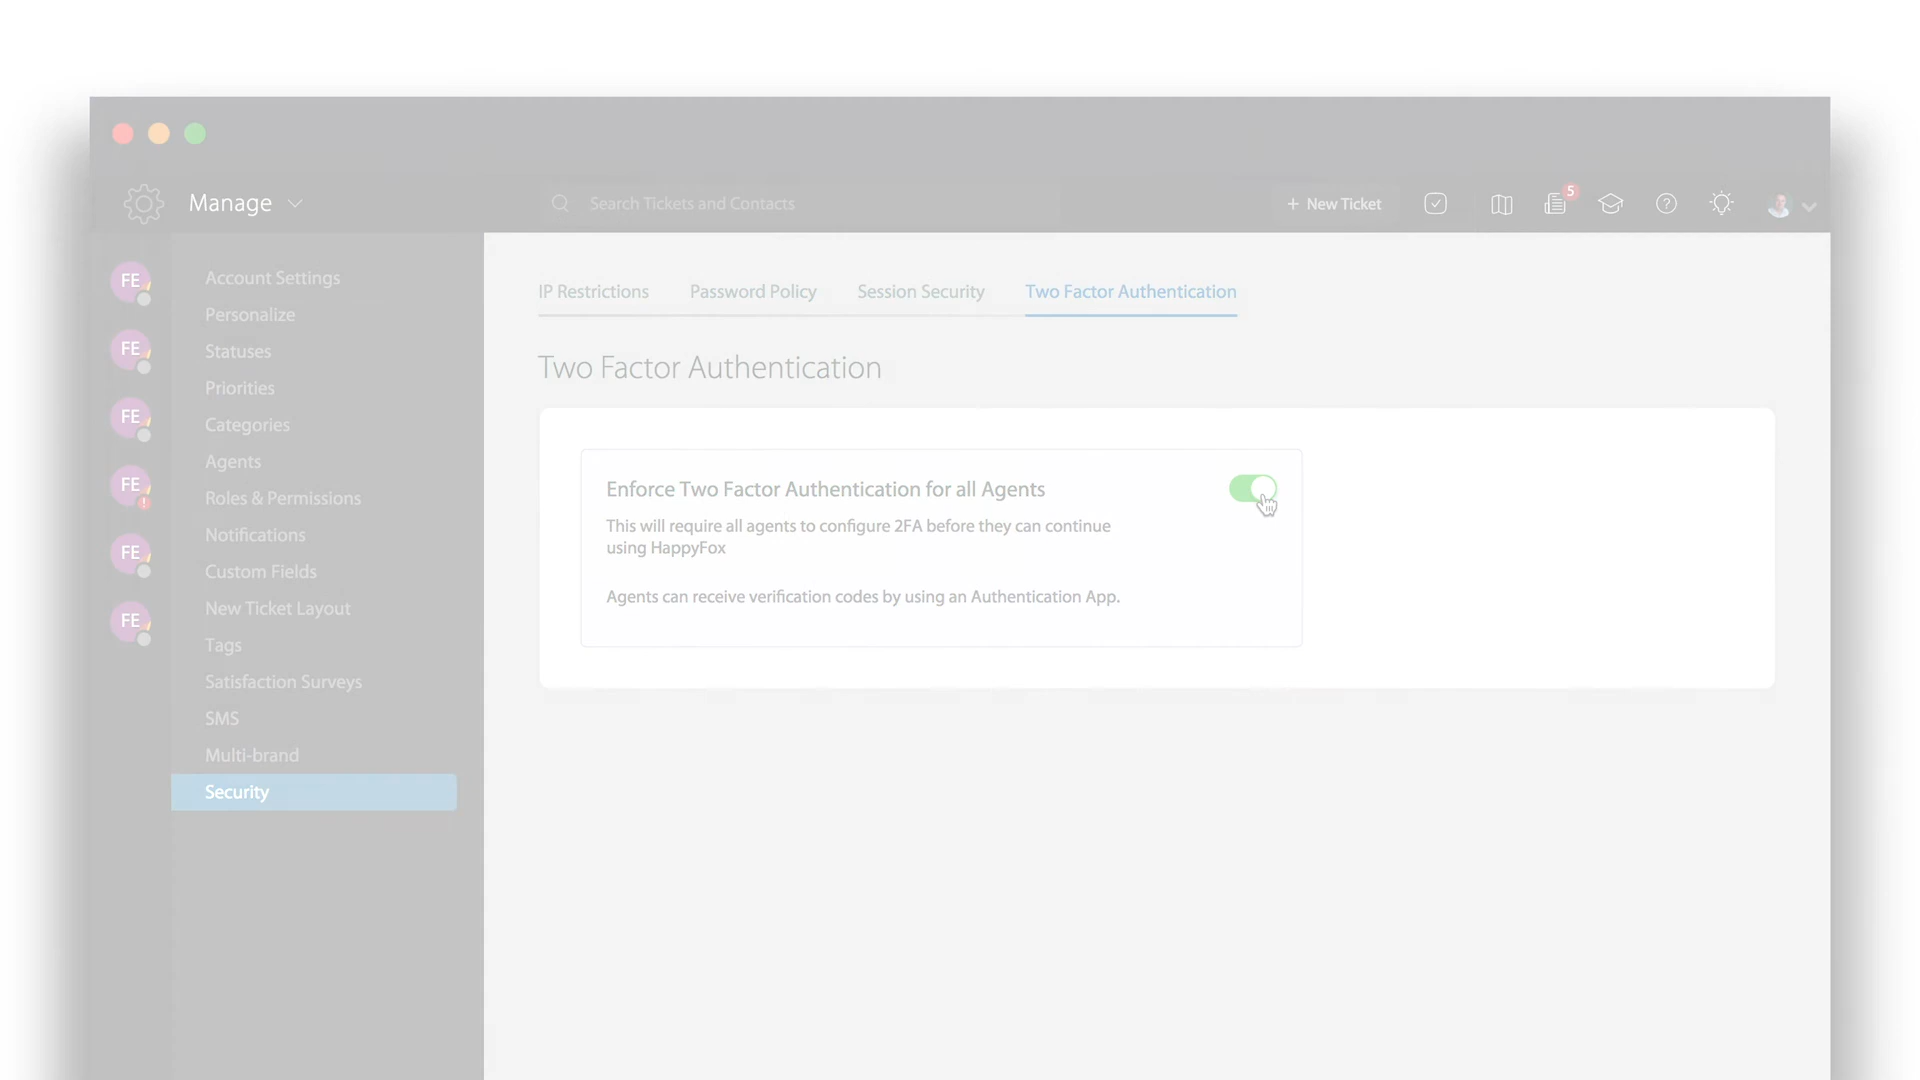 Manage
Search Tickets and Contacts
+ New Ticket
5
FE
FE
FE
FE
FE
FE
Account Settings
Personalize
Statuses
Priorities
Categories
Agents
Roles & Permissions
Notifications
Custom Fields
New Ticket Layout
Tags
Satisfaction Surveys
SMS
Multi-brand
Security
IP Restrictions
Password Policy
Session Security
Two Factor Authentication
Two Factor Authentication
Enforce Two Factor Authentication for all Agents
This will require all agents to configure 2FA before they can continue
using HappyFox
Agents can receive verification codes by using an Authentication App.